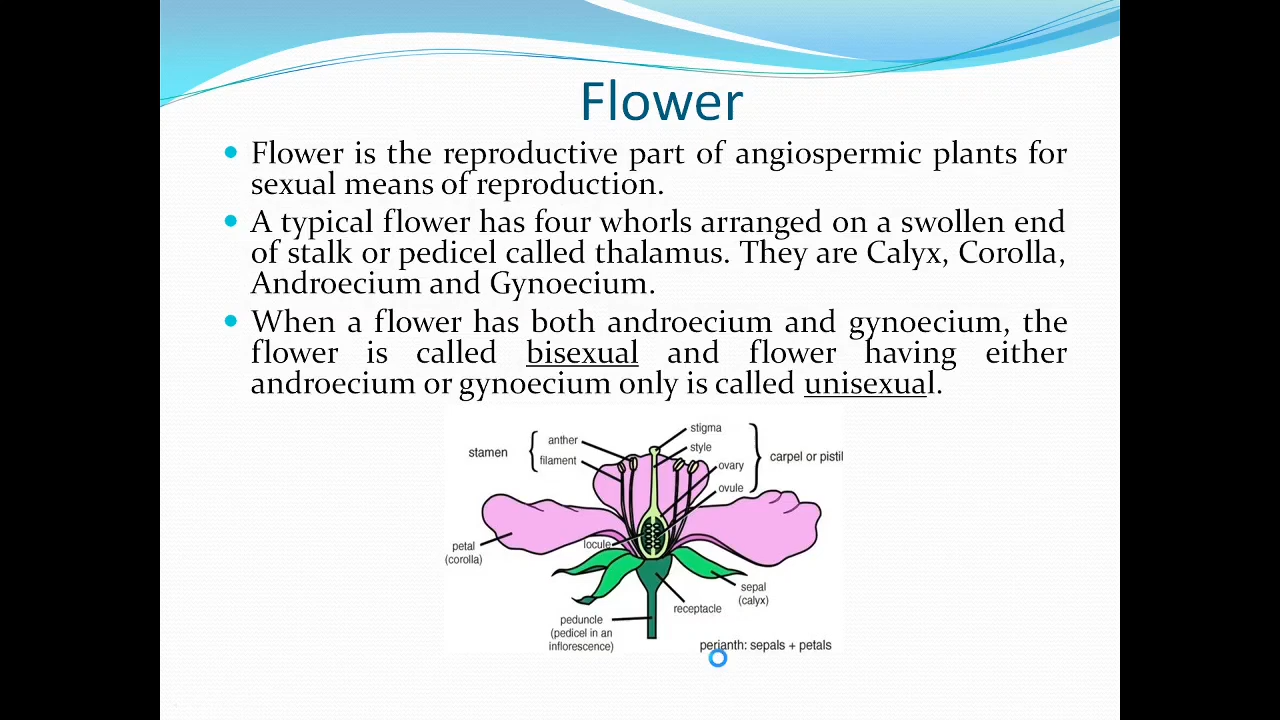 Flower
• Flower is the reproductive part of angiospermic plants for
sexual means of reproduction.
• A typical flower has four whorls arranged on a swollen end
of stalk or pedicel called thalamus. They are Calyx, Corolla,
Androecium and Gynoecium.
• When a flower has both androecium and gynoecium, the
flower is called bisexual and flower having either
androecium or gynoecium only is called unisexual.
stamen
anther
filament
stigma
style
ovary
ovule
carpel or pistil
petal
(corolla)
locule
sepal
(calyx)
receptacle
peduncle
(pedicel in an
inflorescence)
perianth: sepals + petals